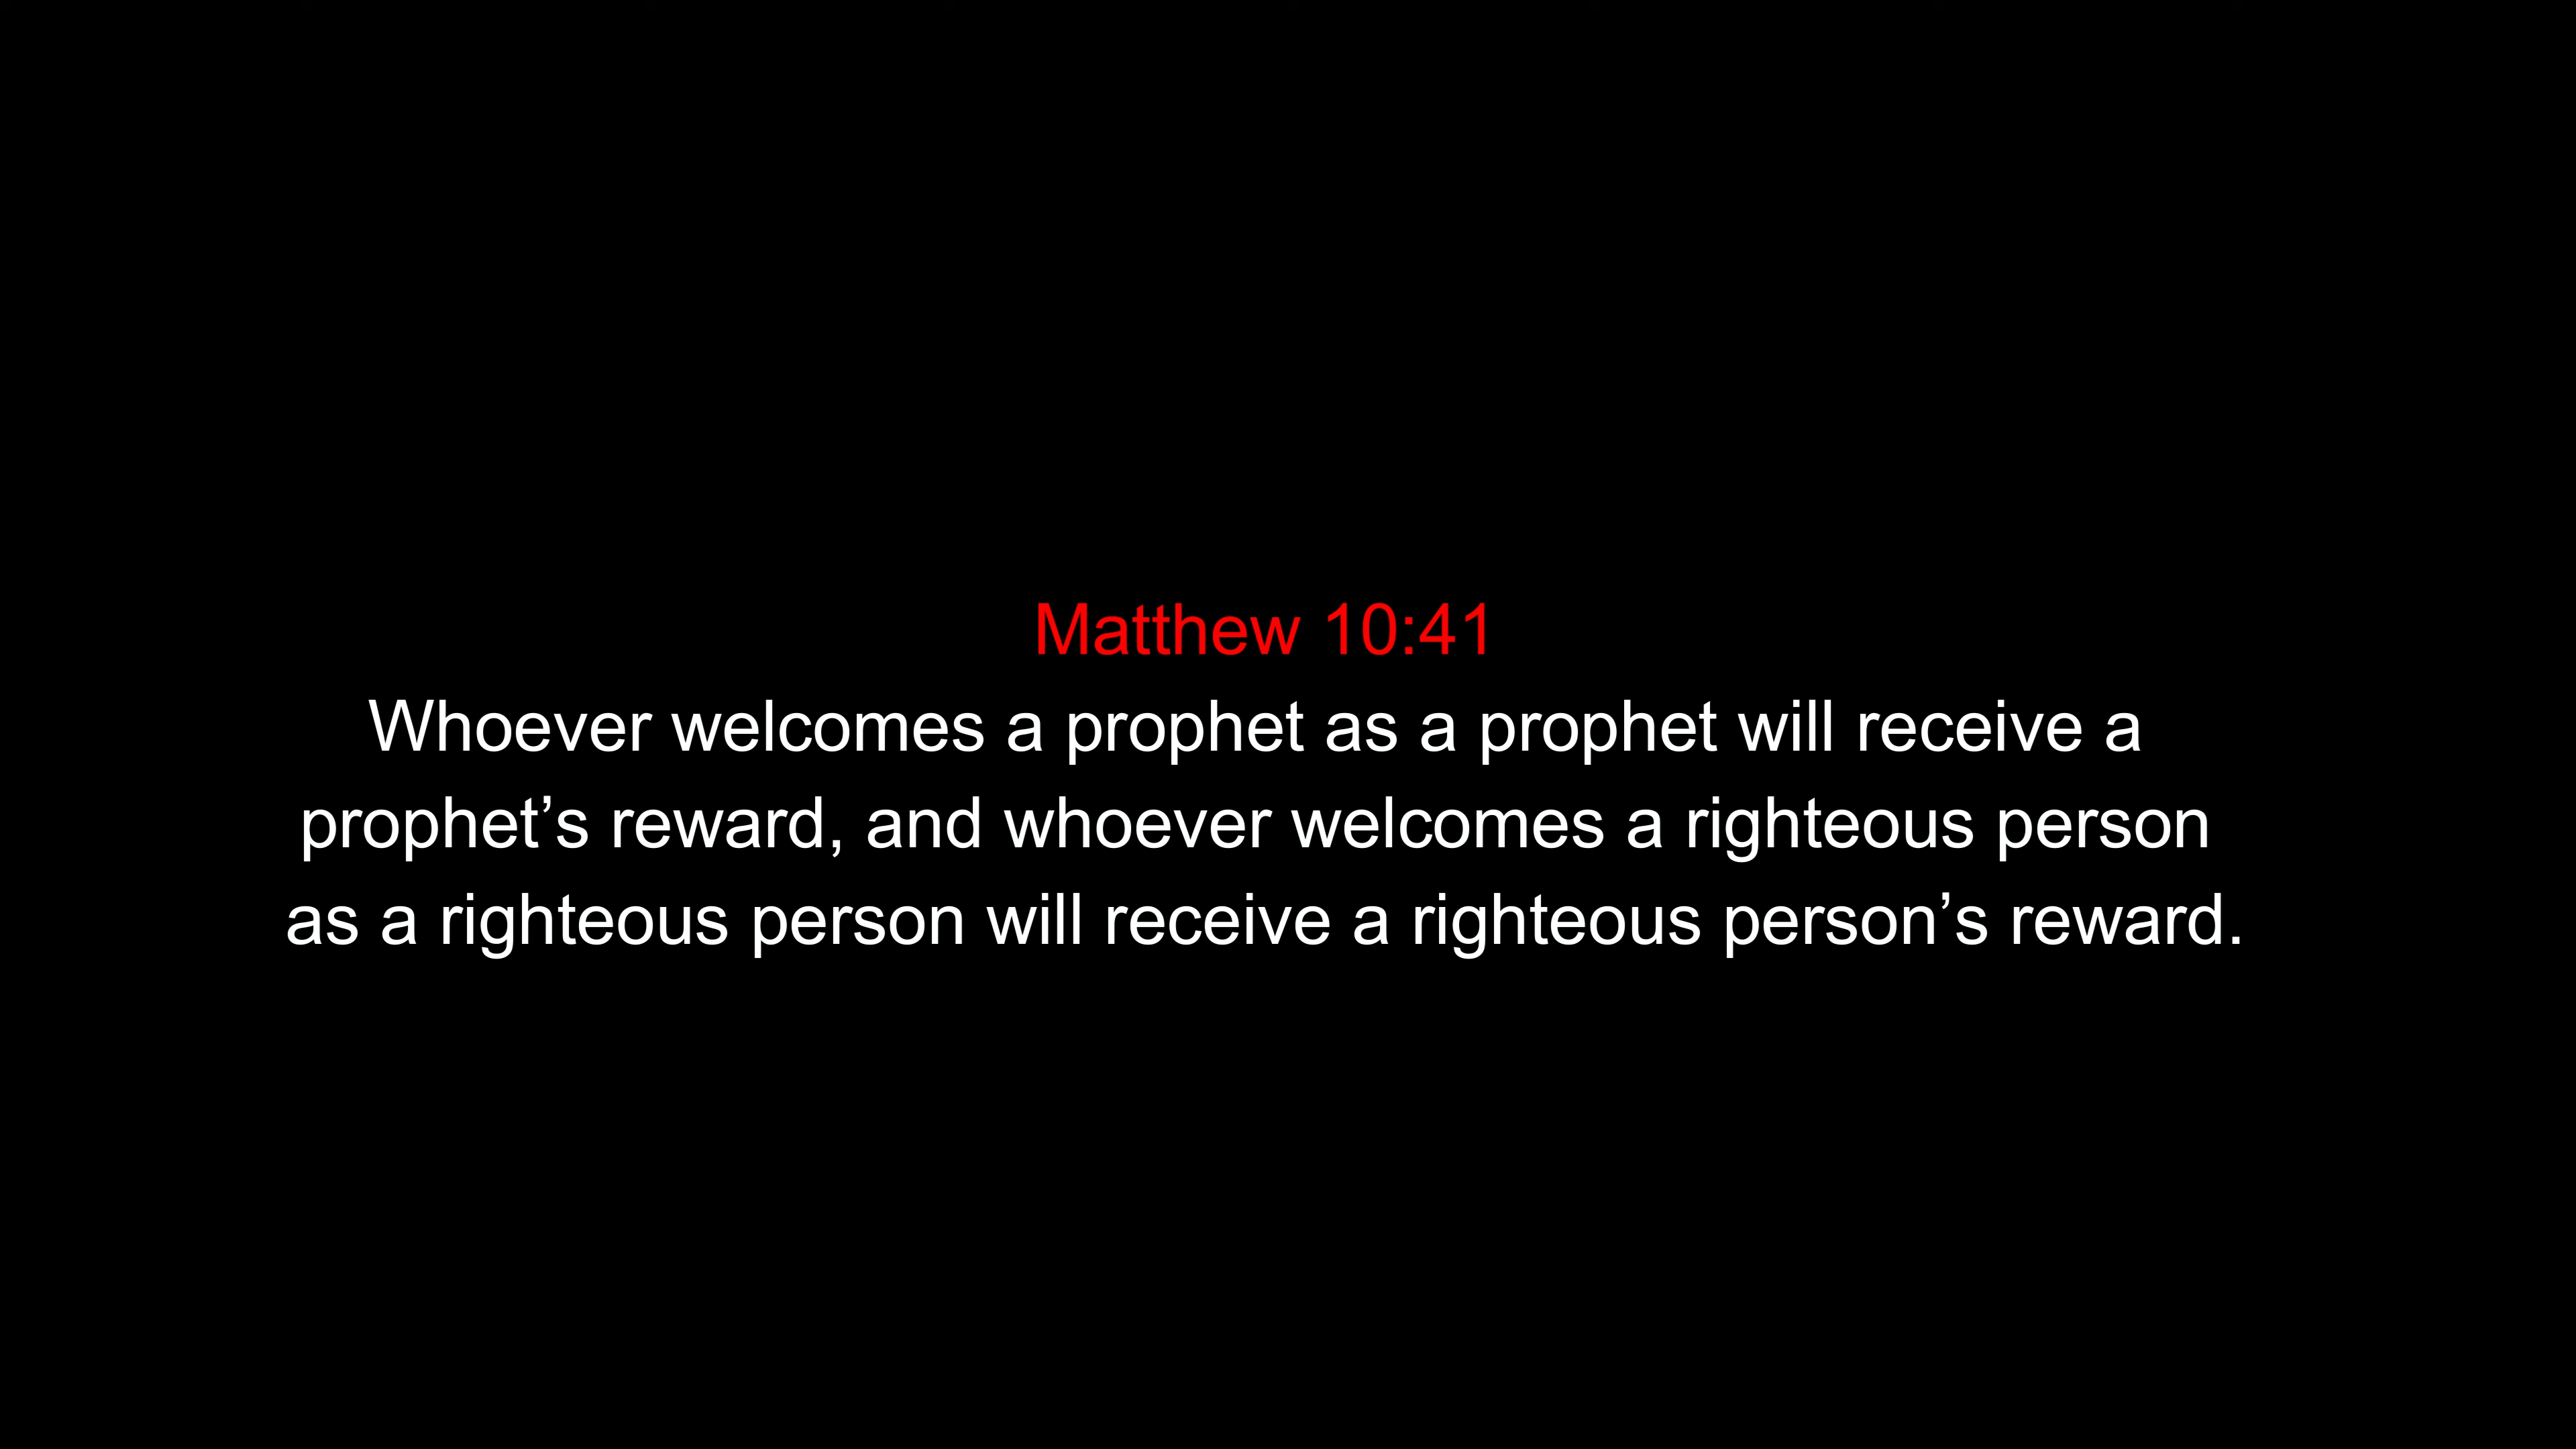 Matthew 10:41
Whoever welcomes a prophet as a prophet will receive a
prophet’s reward, and whoever welcomes a righteous person
as a righteous person will receive a righteous person’s reward.